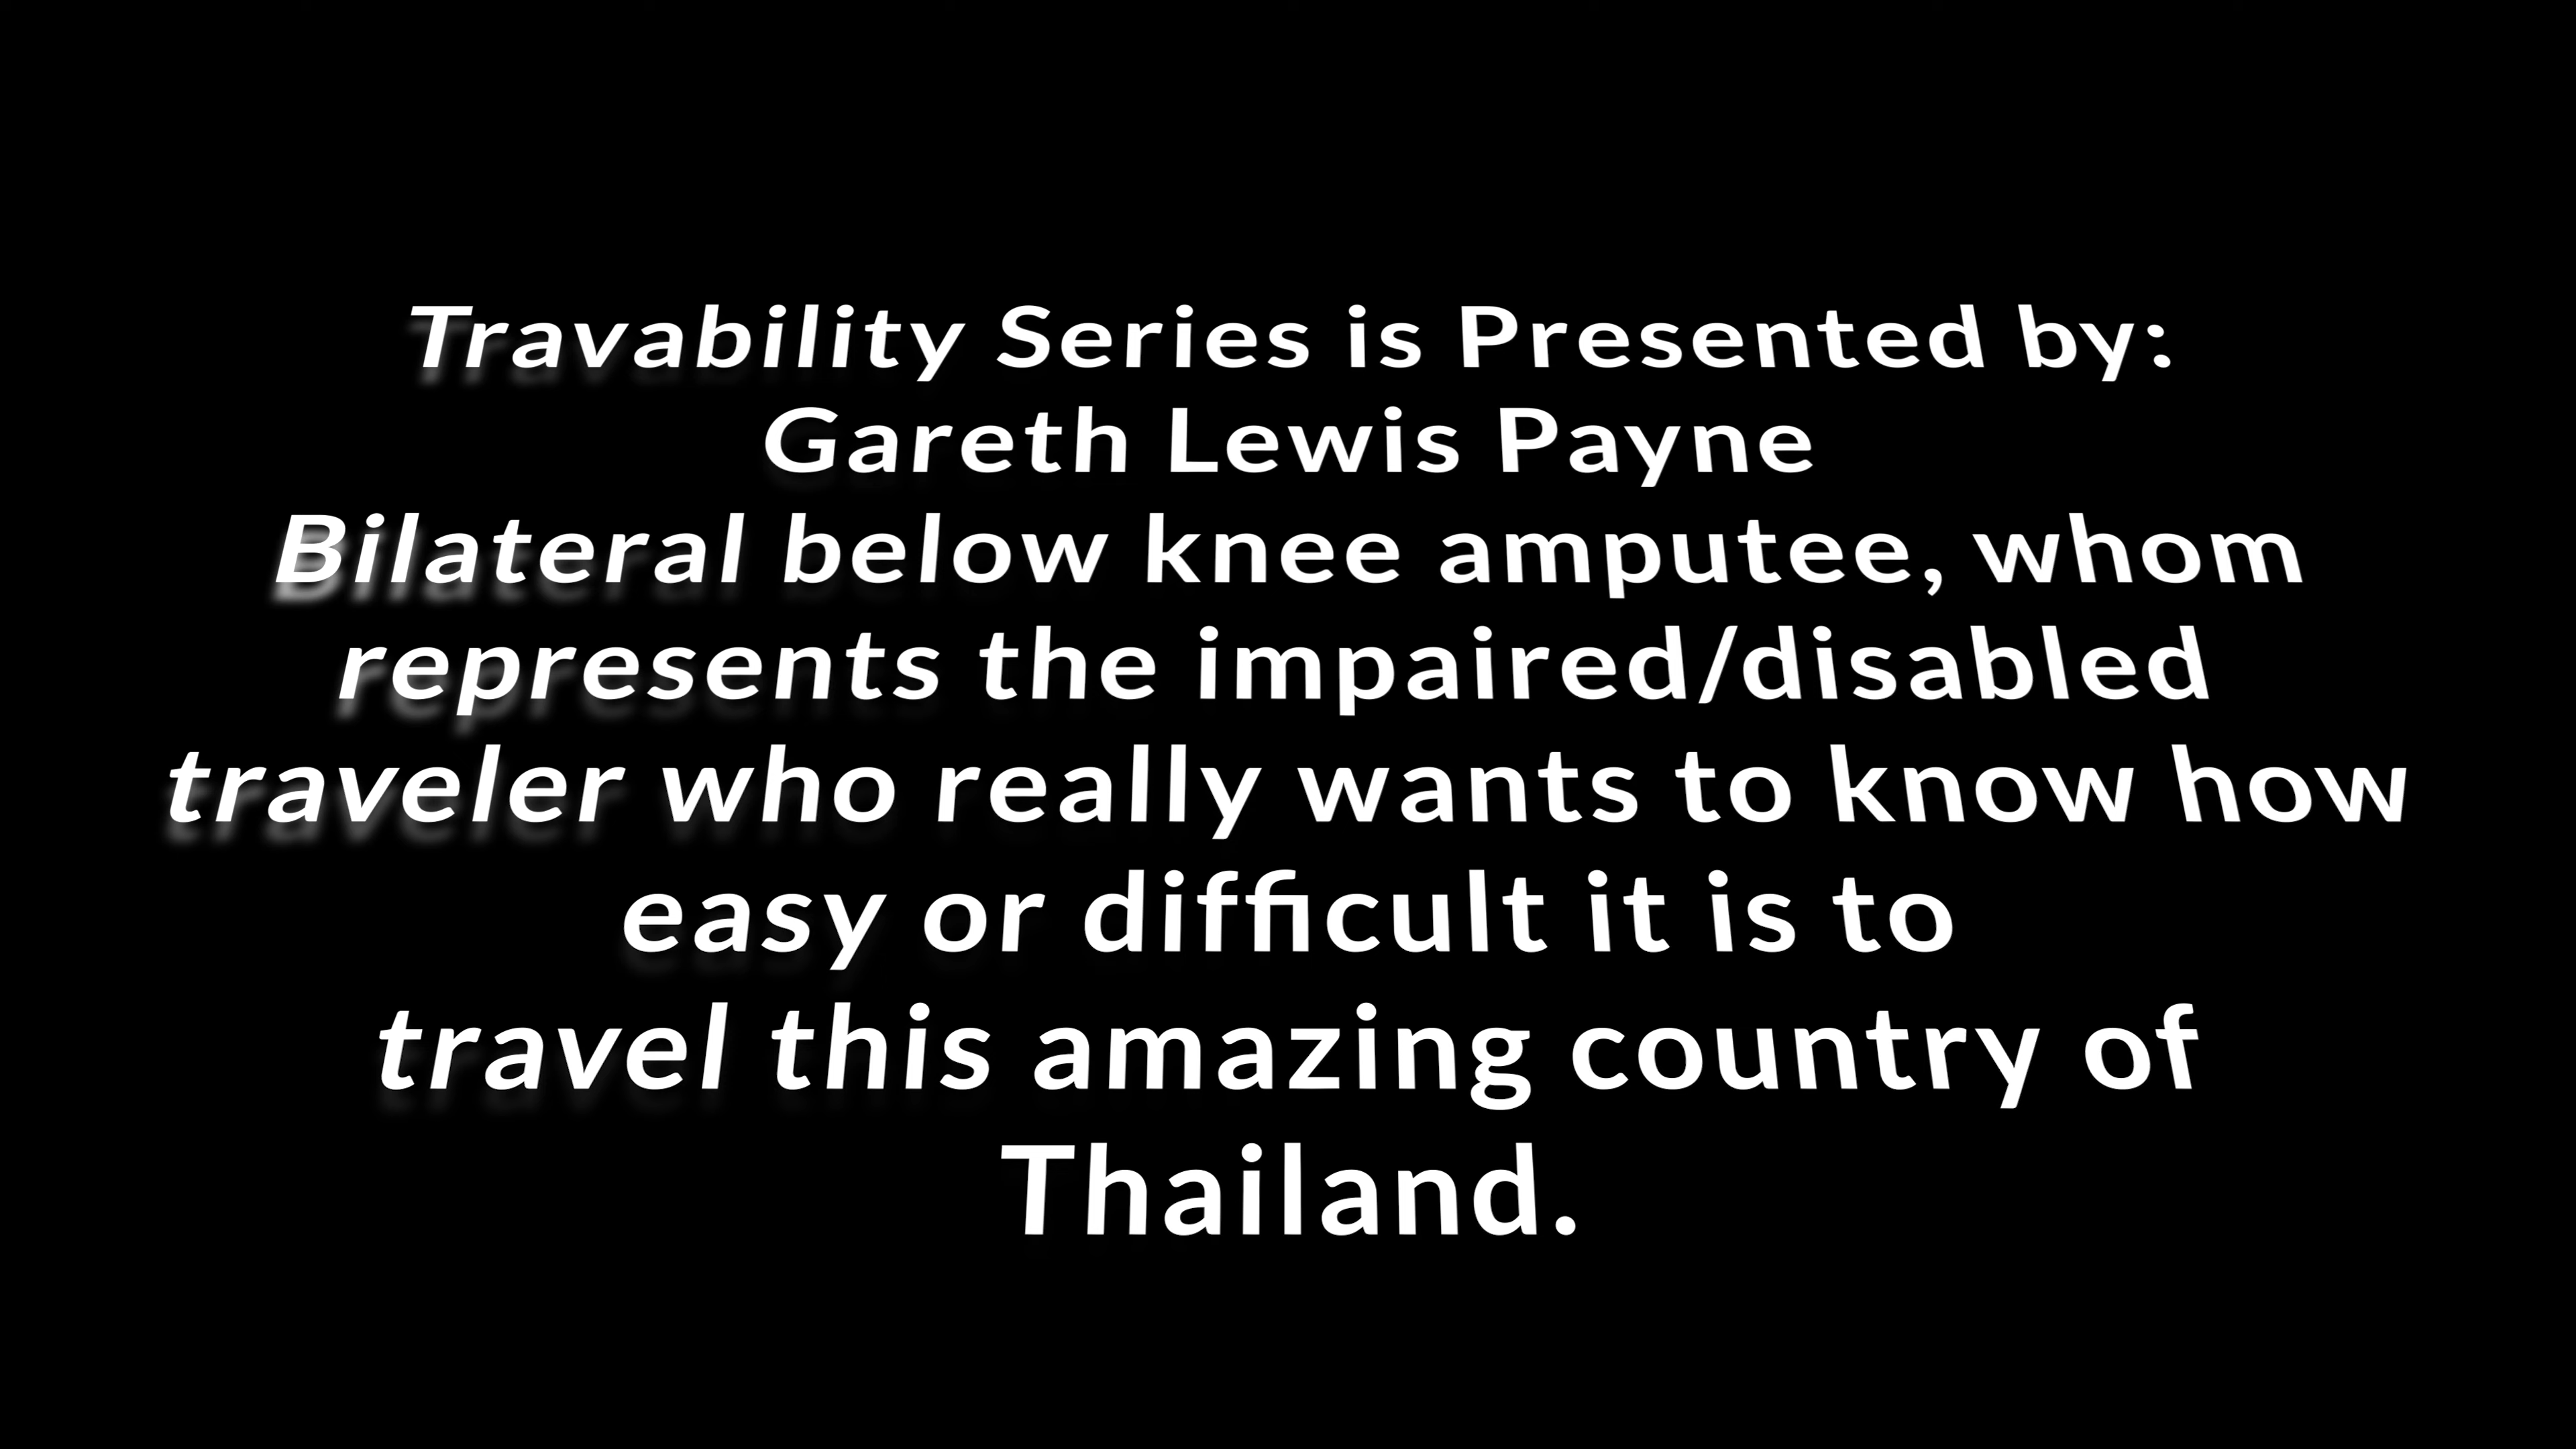 Travability Series is Presented by:
Gareth Lewis Payne
Bilateral below knee amputee, whom
represents the impaired/disabled
traveler who really wants to know how
easy or difficult it is to
travel this amazing country of
Thailand.